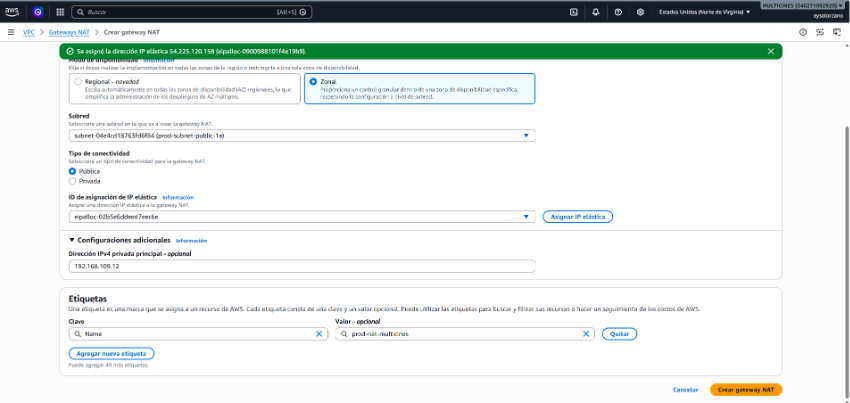 aws
Buscar
[Alt+S]
Estados Unidos (Norte de Virginia)
MULTICINES (340271092920)
eysolorzanu
VPC > Gateways NAT > Crear gateway NAT
Se asignó la dirección IP elástica 54.225.120.158 (eipalloc-0900988101f4a19b9).
Modo de disponibilidad Información
Elija si desea realizar la implementación en todas las zonas de la región o restringirla a una sola zona de disponibilidad.
Regional - novedad
Escala automáticamente en todas las zonas de disponibilidad (AZ) regionales, lo que
simplifica la administración de los despliegues de AZ múltiples.
Zonal
Proporciona un control granular dentro de una zona de disponibilidad específica,
respetando la configuración a nivel de subred.
Subred
Seleccione una subred en la que va a crear la gateway NAT.
subnet-04e4cd18763fd6f84 (prod-subnet-public-1a)
Tipo de conectividad
Seleccione un tipo de conectividad para la gateway NAT.
Pública
Privada
ID de asignación de IP elástica Información
Asigne una dirección IP elástica a la gateway NAT.
eipalloc-02b5e6ddeed7eec6e
Asignar IP elástica
Configuraciones adicionales Información
Dirección IPv4 privada principal - opcional
192.168.109.12
Etiquetas
Una etiqueta es una marca que se asigna a un recurso de AWS. Cada etiqueta consta de una clave y un valor opcional. Puede utilizar las etiquetas para buscar y filtrar sus recursos o hacer un seguimiento de los costos de AWS.
Clave
Valor - opcional
Name
prod-nat-multicines
Quitar
Agregar nueva etiqueta
Puede agregar 49 más etiquetas.
Cancelar
Crear gateway NAT